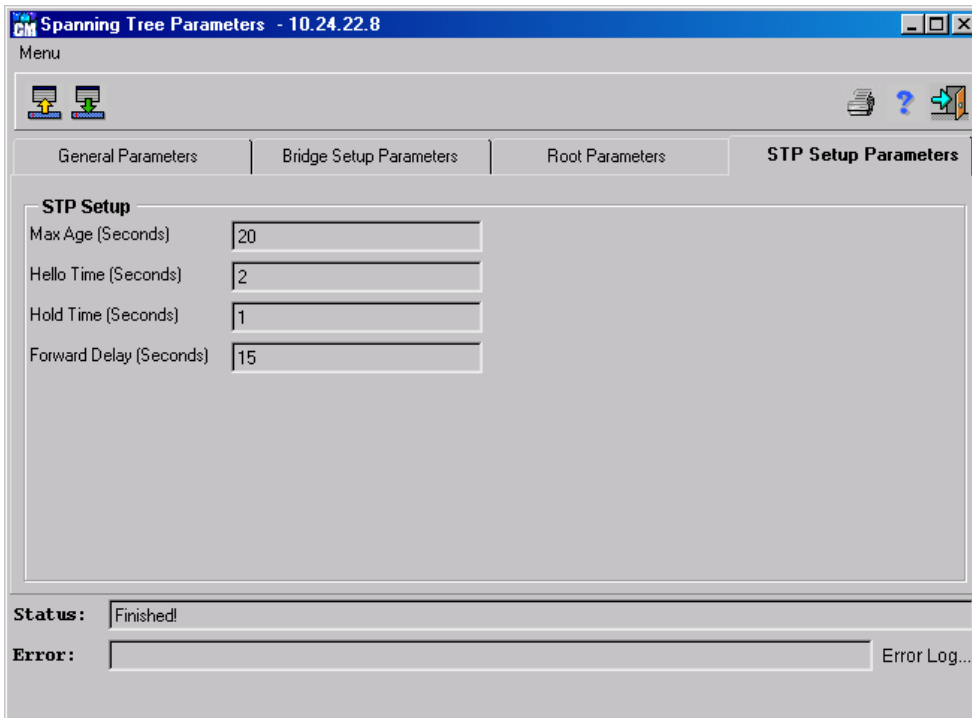 CM Spanning Tree Parameters - 10.24.22.8
Menu
General Parameters
Bridge Setup Parameters
Root Parameters
STP Setup Parameters
STP Setup
Max Age (Seconds) 20
Hello Time (Seconds) 2
Hold Time (Seconds) 1
Forward Delay (Seconds) 15
Status: Finished!
Error: Error Log...